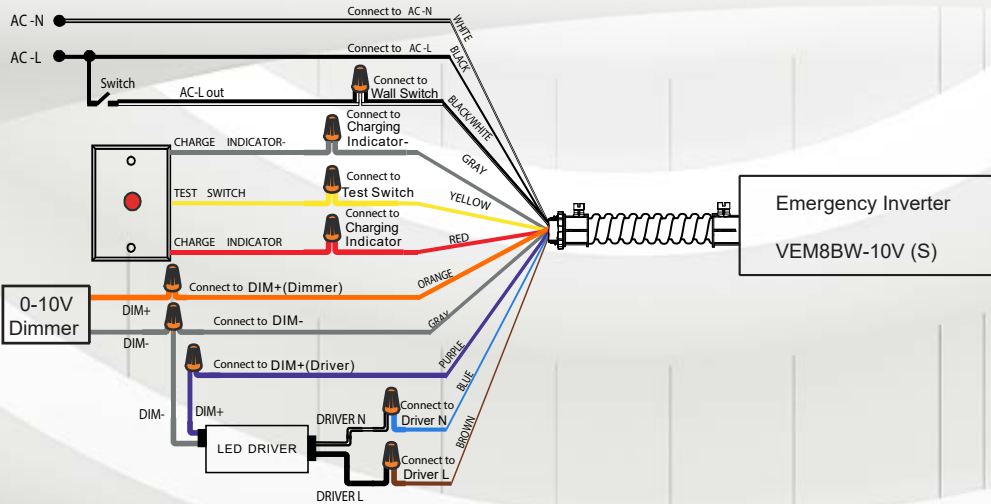 AC-N
Connect to AC-N
WHITE
AC-L
Connect to AC-L
BLACK
Switch
AC-L out
Connect to
Wall Switch
BLACK/WHITE
CHARGE INDICATOR-
Connect to
Charging
Indicator-
GRAY
TEST SWITCH
Connect to
Test Switch
YELLOW
CHARGE INDICATOR
Connect to
Charging
Indicator
RED
Emergency Inverter
VEM8BW-10V (S)
0-10V
Dimmer
DIM+
Connect to DIM+(Dimmer)
ORANGE
DIM-
Connect to DIM-
GRAY
Connect to DIM+(Driver)
PURPLE
DIM-
DIM+
LED DRIVER
DRIVER N
Connect to
Driver N
BLUE
DRIVER L
Connect to
Driver L
BROWN